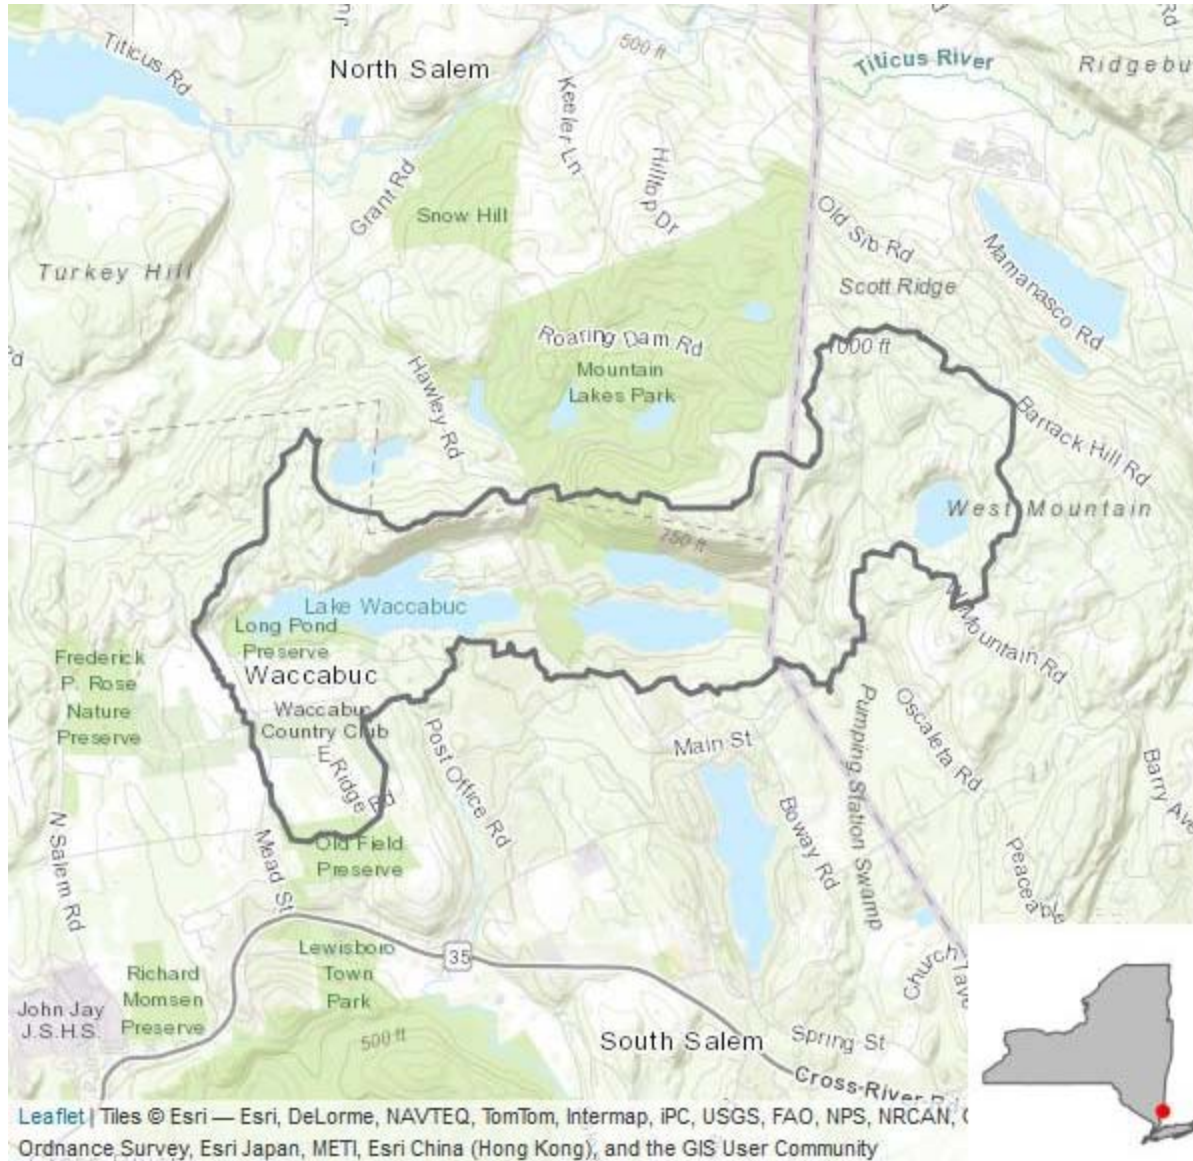 Titicus Rd
North Salem
500 ft
Titicus River
Ridgebu
Rd
Keeler Ln
Hilltop Dr
Grant Rd
Snow Hill
Old Sib Rd
Mamanasco Rd
Turkey Hill
Scott Ridge
Roaring Dam Rd
1000 ft
Mountain
Lakes Park
Hawley Rd
Barrack Hill Rd
West Mountain
750 ft
Lake Waccabuc
Long Pond
Preserve
Frederick
P. Rose
Nature
Preserve
Waccabuc
W Mountain Rd
Waccabuc
Country Club
E Ridge Rd
Post Office Rd
Main St
Pumping Station Swamp
Oscaleta Rd
Barry Ave
N Salem Rd
Mead St
Old Field
Preserve
Boway Rd
Peaceable
Lewisboro
Town
Park
35
Richard
Momsen
Preserve
John Jay
J.S.H.S.
500 ft
Church Tave
South Salem
Spring St
Cross-River
Leaflet | Tiles © Esri — Esri, DeLorme, NAVTEQ, TomTom, Intermap, iPC, USGS, FAO, NPS, NRCAN,
Ordnance Survey, Esri Japan, METI, Esri China (Hong Kong), and the GIS User Community